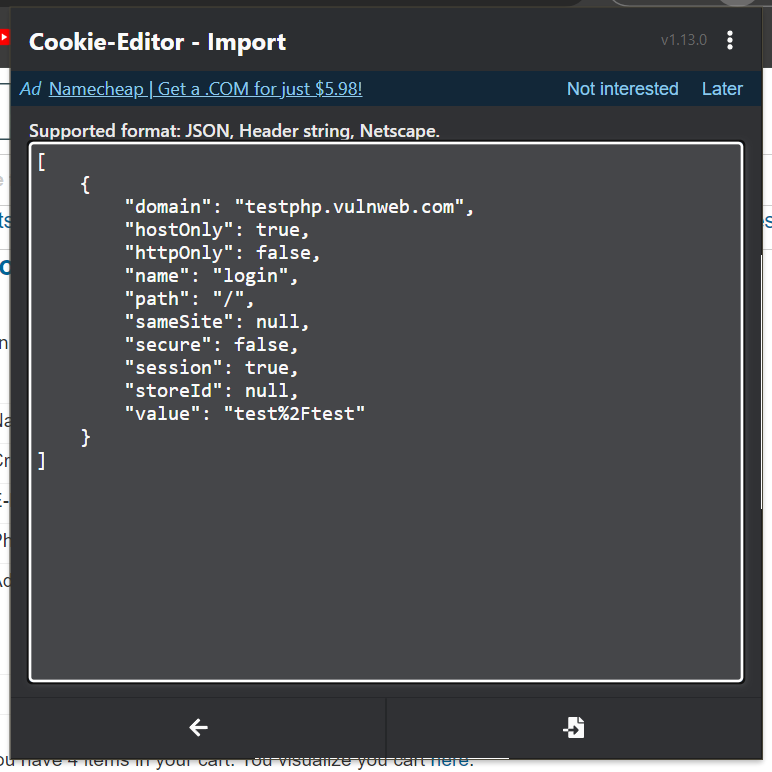 Cookie-Editor - Import
v1.13.0
Ad Namecheap | Get a .COM for just $5.98!
Not interested Later
Supported format: JSON, Header string, Netscape.
[
    {
        "domain": "testphp.vulnweb.com",
        "hostOnly": true,
        "httpOnly": false,
        "name": "login",
        "path": "/",
        "sameSite": null,
        "secure": false,
        "session": true,
        "storeId": null,
        "value": "test%2Ftest"
    }
]
have 4 items in your cart. You visualize you cart here.